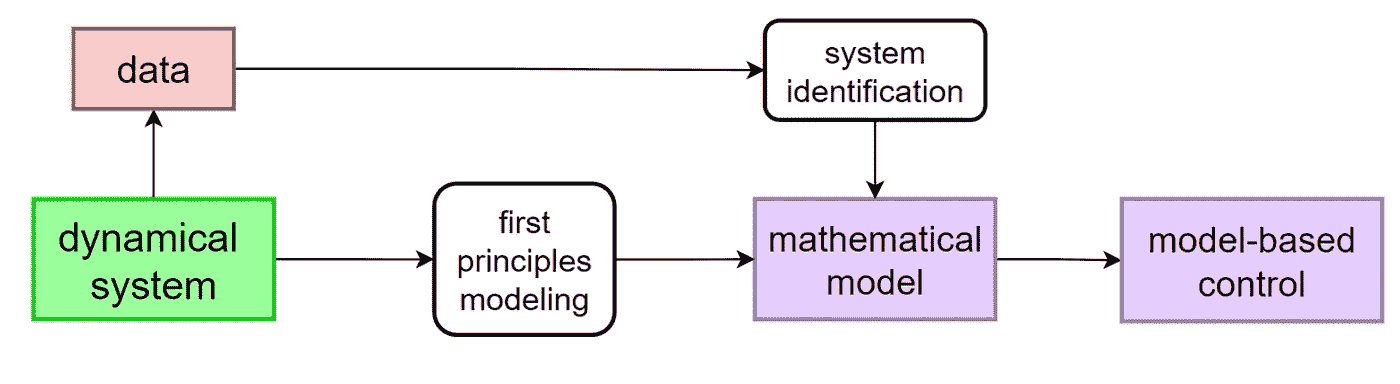 data
system
identification
dynamical
system
first
principles
modeling
mathematical
model
model-based
control